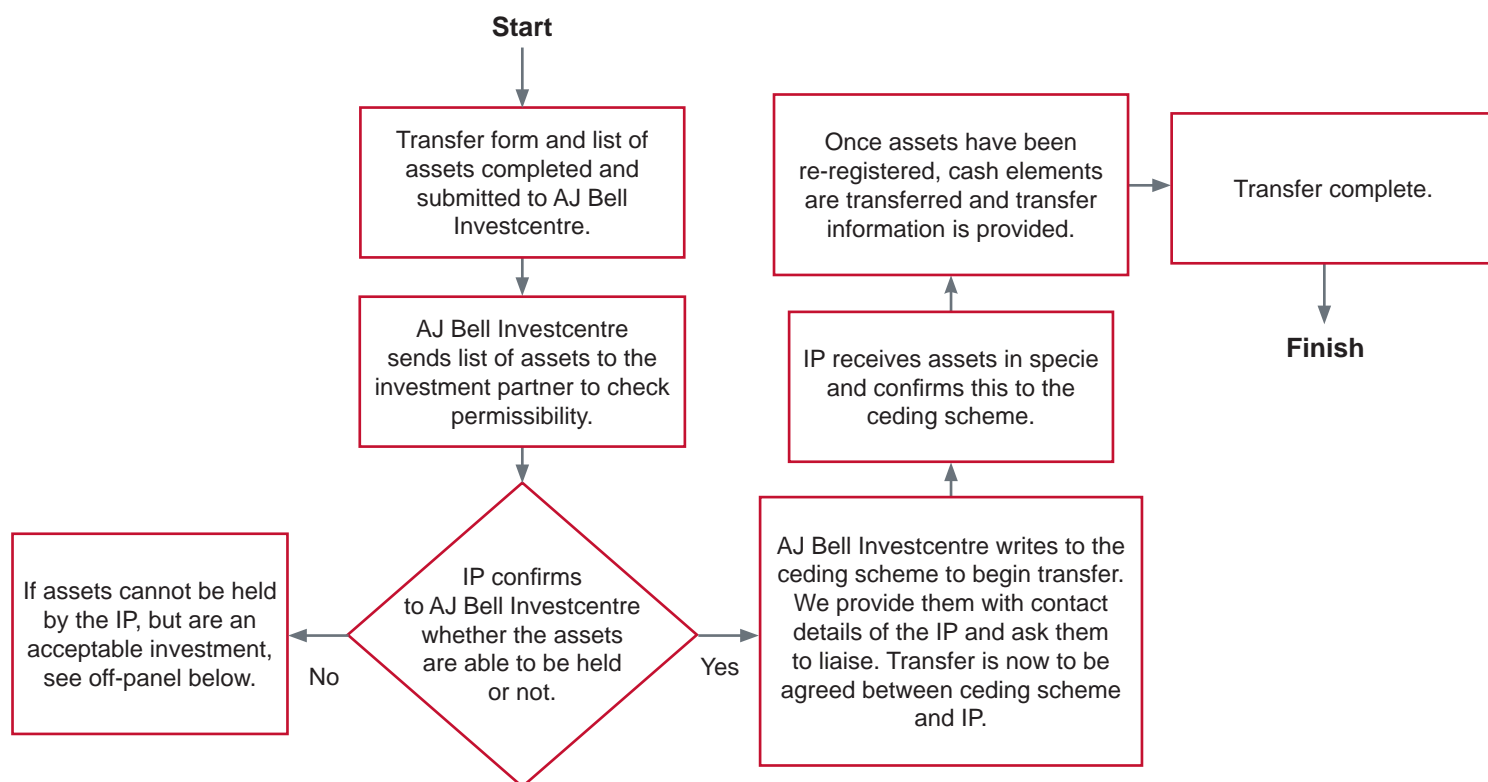 Start
Transfer form and list of
assets completed and
submitted to AJ Bell
Investcentre.
AJ Bell Investcentre
sends list of assets to the
investment partner to check
permissibility.
IP confirms
to AJ Bell Investcentre
whether the assets
are able to be held
or not.
No
If assets cannot be held
by the IP, but are an
acceptable investment,
see off-panel below.
Yes
AJ Bell Investcentre writes to the
ceding scheme to begin transfer.
We provide them with contact
details of the IP and ask them
to liaise. Transfer is now to be
agreed between ceding scheme
and IP.
IP receives assets in specie
and confirms this to the
ceding scheme.
Once assets have been
re-registered, cash elements
are transferred and transfer
information is provided.
Transfer complete.
Finish